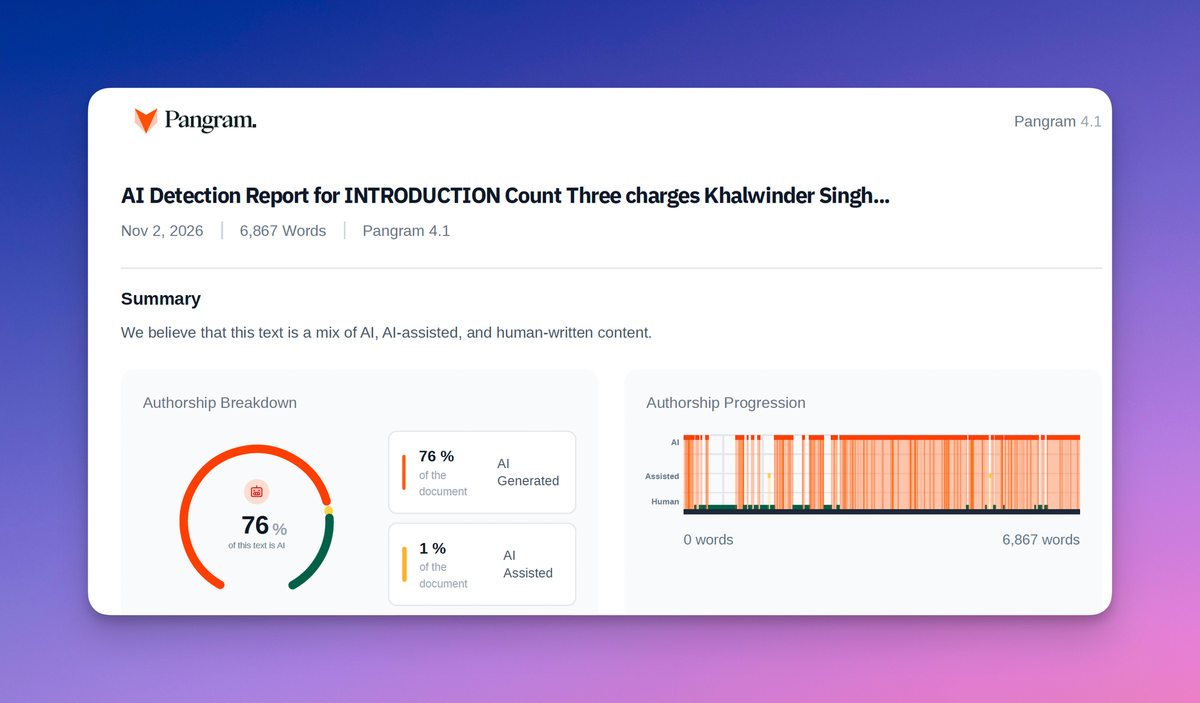 Pangram.
Pangram 4.1
AI Detection Report for INTRODUCTION Count Three charges Khalwinder Singh...
Nov 2, 2026
6,867 Words
Pangram 4.1
Summary
We believe that this text is a mix of AI, AI-assisted, and human-written content.
Authorship Breakdown
76 %
of this text is AI
76 %
of the
document
AI
Generated
1 %
of the
document
AI
Assisted
Authorship Progression
AI
Assisted
Human
0 words
6,867 words